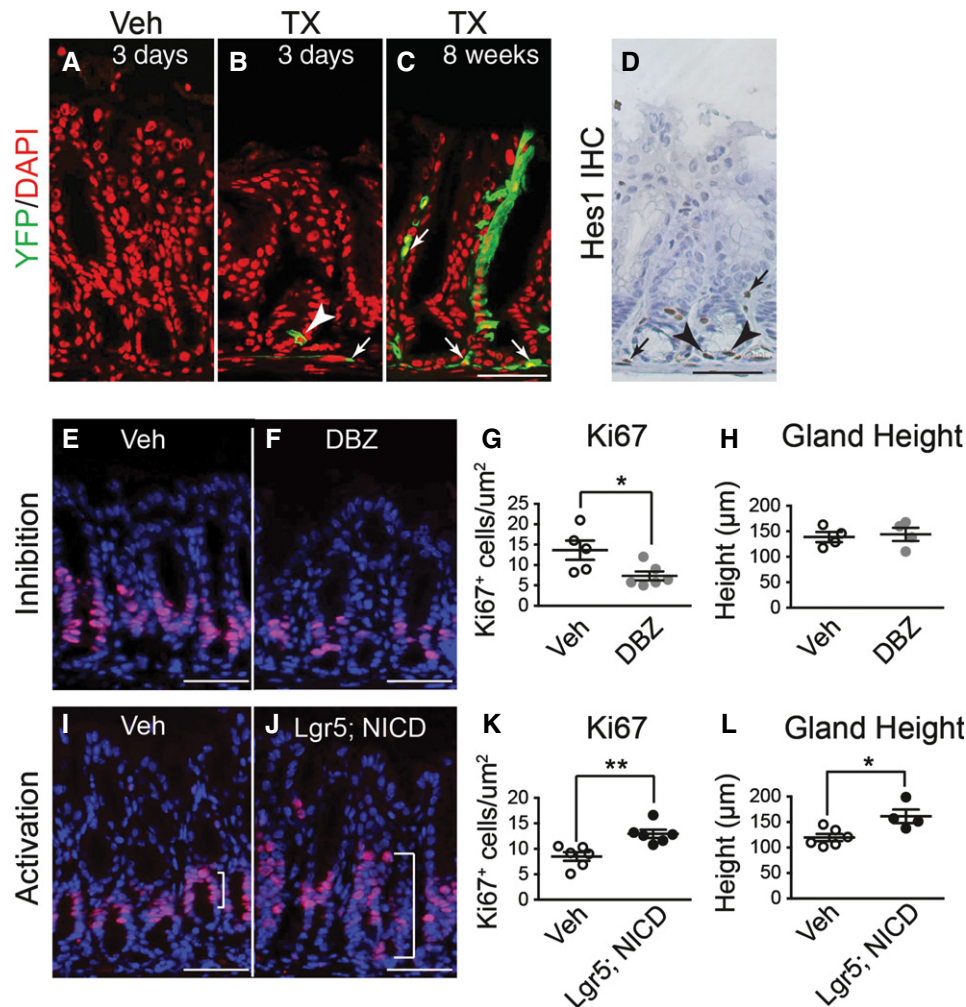 Veh TX TX
A 3 days B 3 days C 8 weeks D
YFP/DAPI
Hes1 IHC
E Veh F DBZ G Ki67 H Gland Height
Inhibition
Ki67+ cells/um2
25
20
15
10
5
0
*
Veh DBZ
Height (µm)
200
150
100
50
0
Veh DBZ
I Veh J Lgr5; NICD K Ki67 L Gland Height
Activation
Ki67+ cells/um2
20
15
10
5
0
**
Veh Lgr5; NICD
Height (µm)
200
150
100
50
0
*
Veh Lgr5; NICD